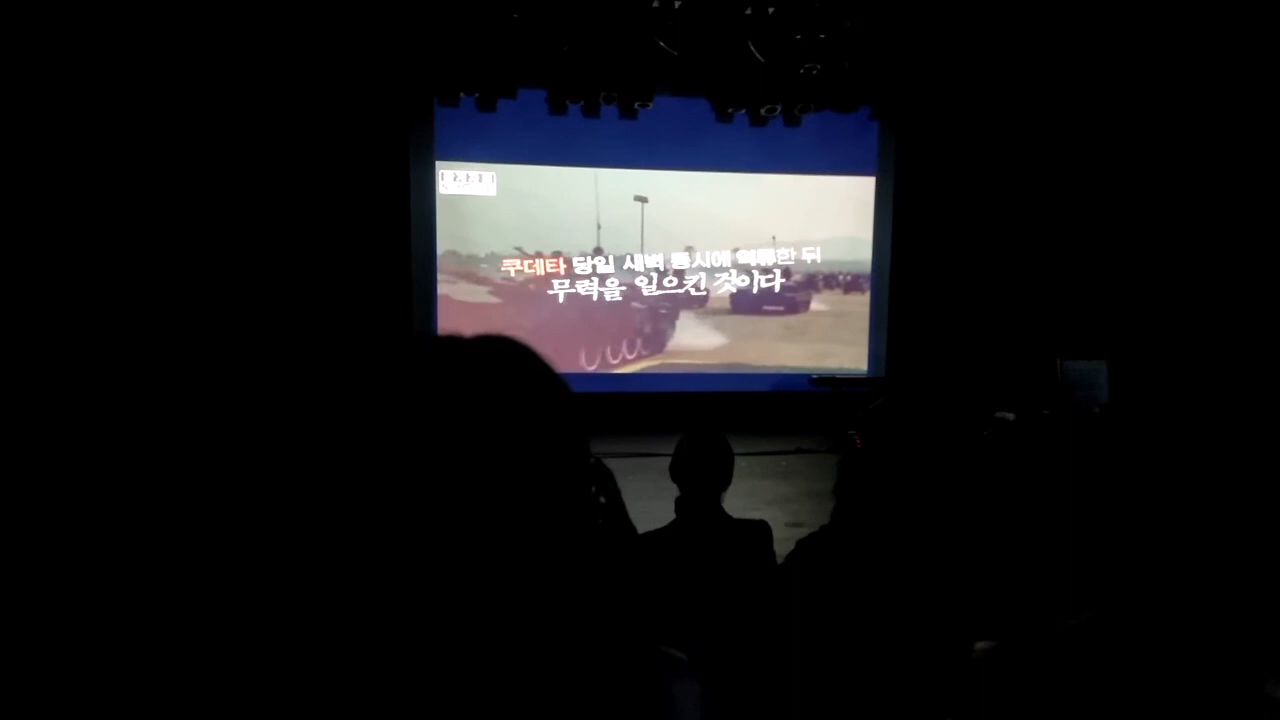 쿠데타 당일 새벽 동시에 한 뒤
무력을 일으킨 것이다